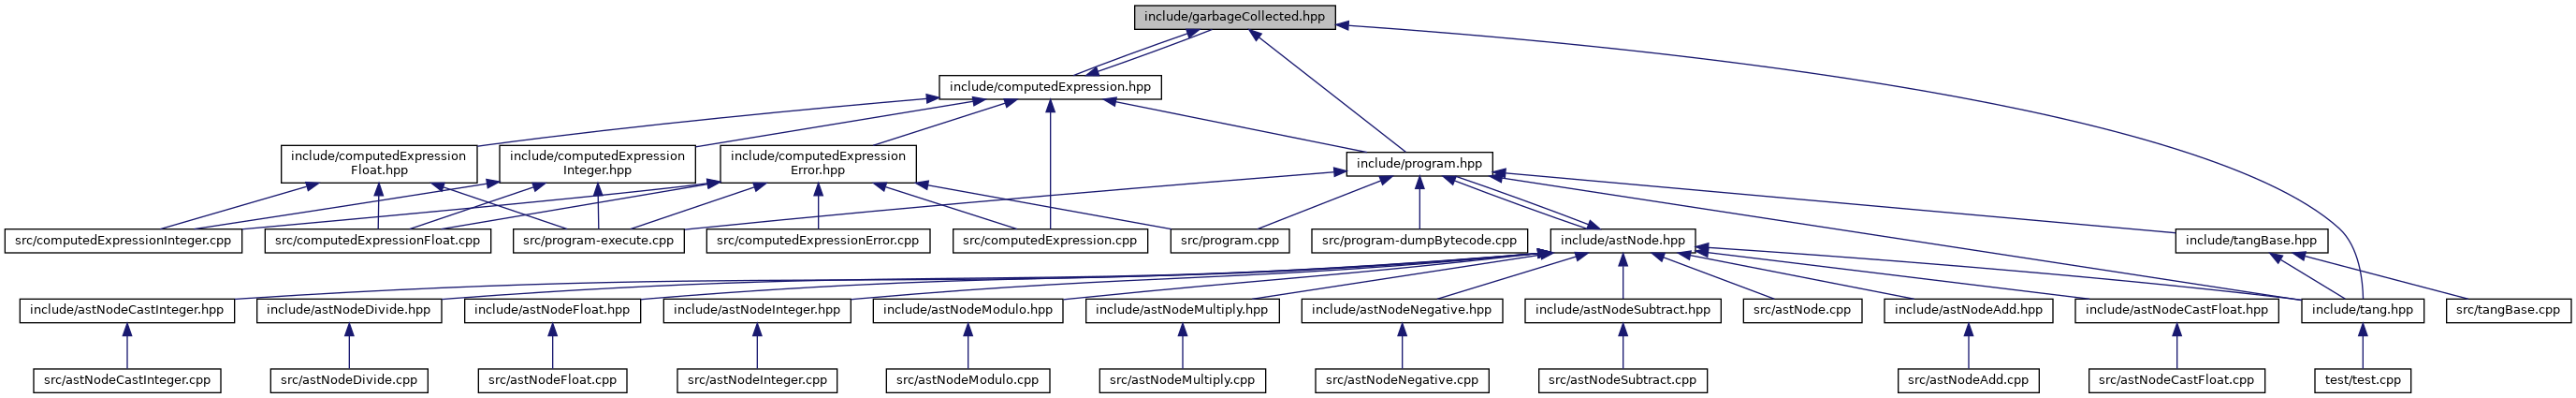 include/garbageCollected.hpp
include/computedExpression.hpp
include/computedExpression
Float.hpp
include/computedExpression
Integer.hpp
include/computedExpression
Error.hpp
include/program.hpp
src/computedExpressionInteger.cpp
src/computedExpressionFloat.cpp
src/program-execute.cpp
src/computedExpressionError.cpp
src/computedExpression.cpp
src/program.cpp
src/program-dumpBytecode.cpp
include/astNode.hpp
include/tangBase.hpp
include/astNodeCastInteger.hpp
include/astNodeDivide.hpp
include/astNodeFloat.hpp
include/astNodeInteger.hpp
include/astNodeModulo.hpp
include/astNodeMultiply.hpp
include/astNodeNegative.hpp
include/astNodeSubtract.hpp
src/astNode.cpp
include/astNodeAdd.hpp
include/astNodeCastFloat.hpp
include/tang.hpp
src/tangBase.cpp
src/astNodeCastInteger.cpp
src/astNodeDivide.cpp
src/astNodeFloat.cpp
src/astNodeInteger.cpp
src/astNodeModulo.cpp
src/astNodeMultiply.cpp
src/astNodeNegative.cpp
src/astNodeSubtract.cpp
src/astNodeAdd.cpp
src/astNodeCastFloat.cpp
test/test.cpp